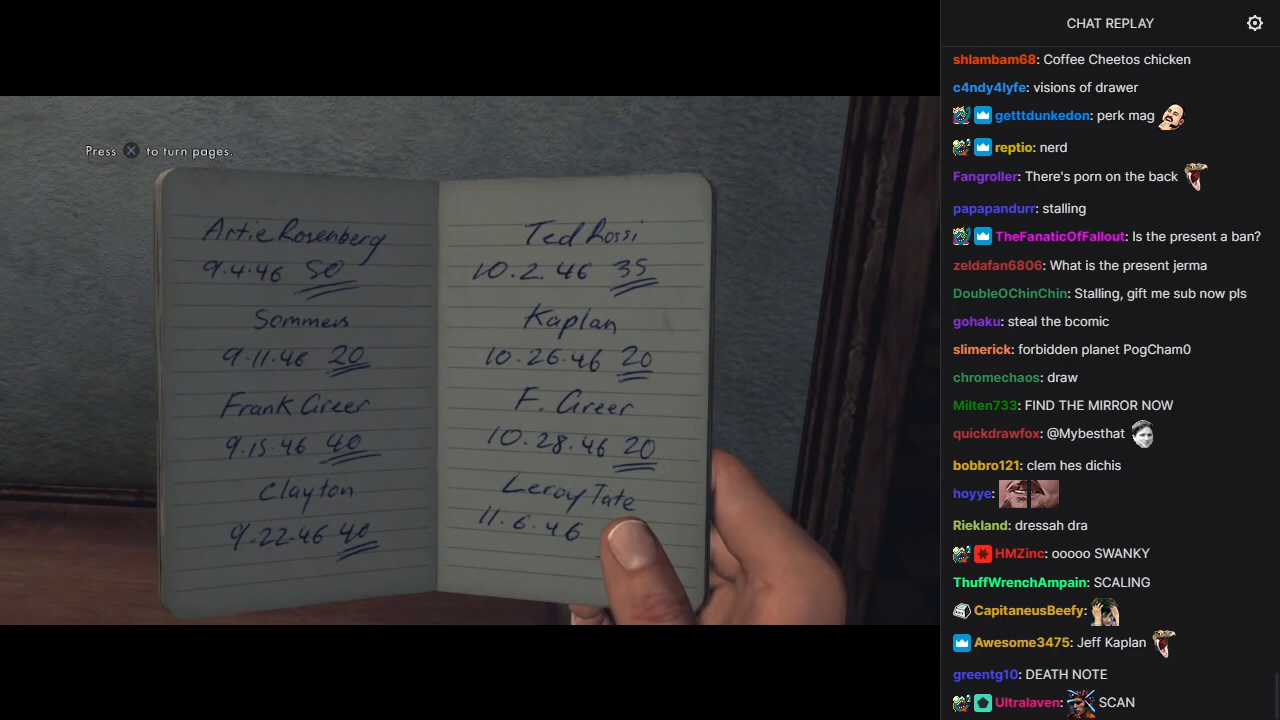 Press X to turn pages.
Artie Rosenberg
9.4.46 50
Sommers
9.11.46 20
Frank Greer
9.15.46 40
Clayton
9.22.46 40
Ted Rossi
10.2.46 35
Kaplan
10.26.46 20
F. Greer
10.28.46 20
Leroy Tate
11.6.46
CHAT REPLAY
shlambam68: Coffee Cheetos chicken
c4ndy4lyfe: visions of drawer
getttdunkedon: perk mag
reptio: nerd
Fangroller: There's porn on the back
papapandurr: stalling
TheFanaticOfFallout: Is the present a ban?
zeldafan6806: What is the present jerma
DoubleOChinChin: Stalling, gift me sub now pls
gohaku: steal the bcomic
slimerick: forbidden planet PogCham0
chromechaos: draw
Milten733: FIND THE MIRROR NOW
quickdrawfox: @Mybesthat
bobbro121: clem hes dichis
hoyye:
Riekland: dressah dra
HMZinc: ooooo SWANKY
ThuffWrenchAmpain: SCALING
CapitaneusBeefy:
Awesome3475: Jeff Kaplan
greentg10: DEATH NOTE
Ultralaven: SCAN